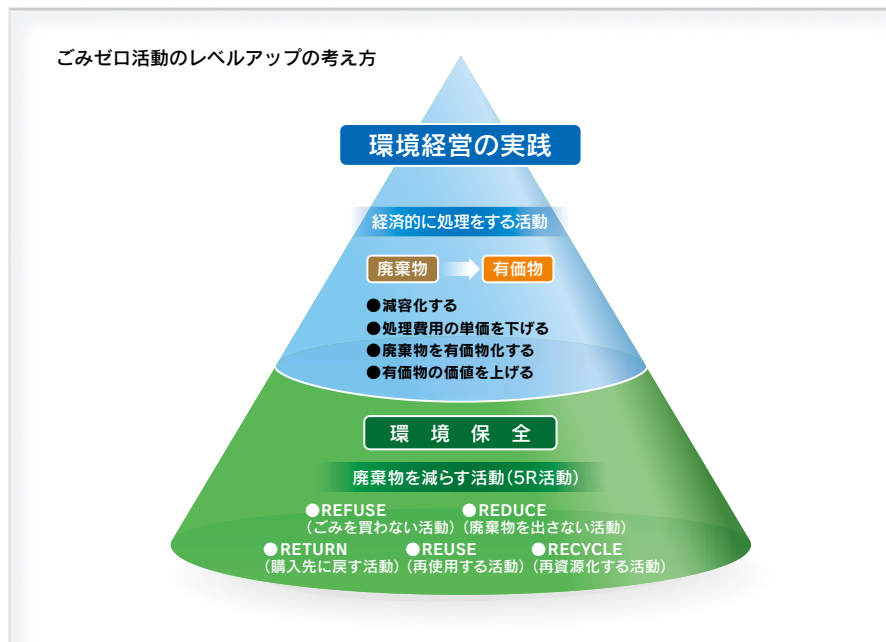 ごみゼロ活動のレベルアップの考え方
環境経営の実践
経済的に処理をする活動
廃棄物 有価物
●減容化する
●処理費用の単価を下げる
●廃棄物を有価物化する
●有価物の価値を上げる
環境保全
廃棄物を減らす活動(5R活動)
●REFUSE ●REDUCE
(ごみを買わない活動)(廃棄物を出さない活動)
●RETURN ●REUSE ●RECYCLE
(購入先に戻す活動)(再使用する活動)(再資源化する活動)